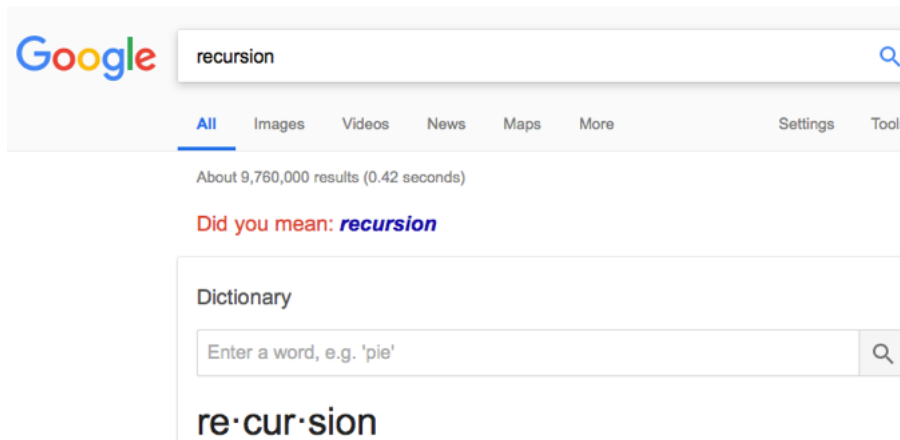 Google
recursion
All Images Videos News Maps More Settings Tool
About 9,760,000 results (0.42 seconds)
Did you mean: recursion
Dictionary
Enter a word, e.g. 'pie'
re·cur·sion